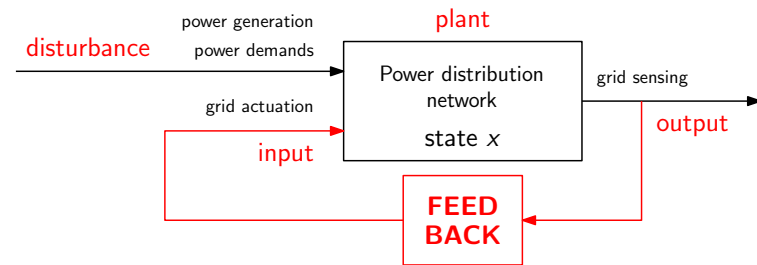 plant
power generation
disturbance
power demands
Power distribution
network
state x
grid sensing
grid actuation
output
input
FEED
BACK